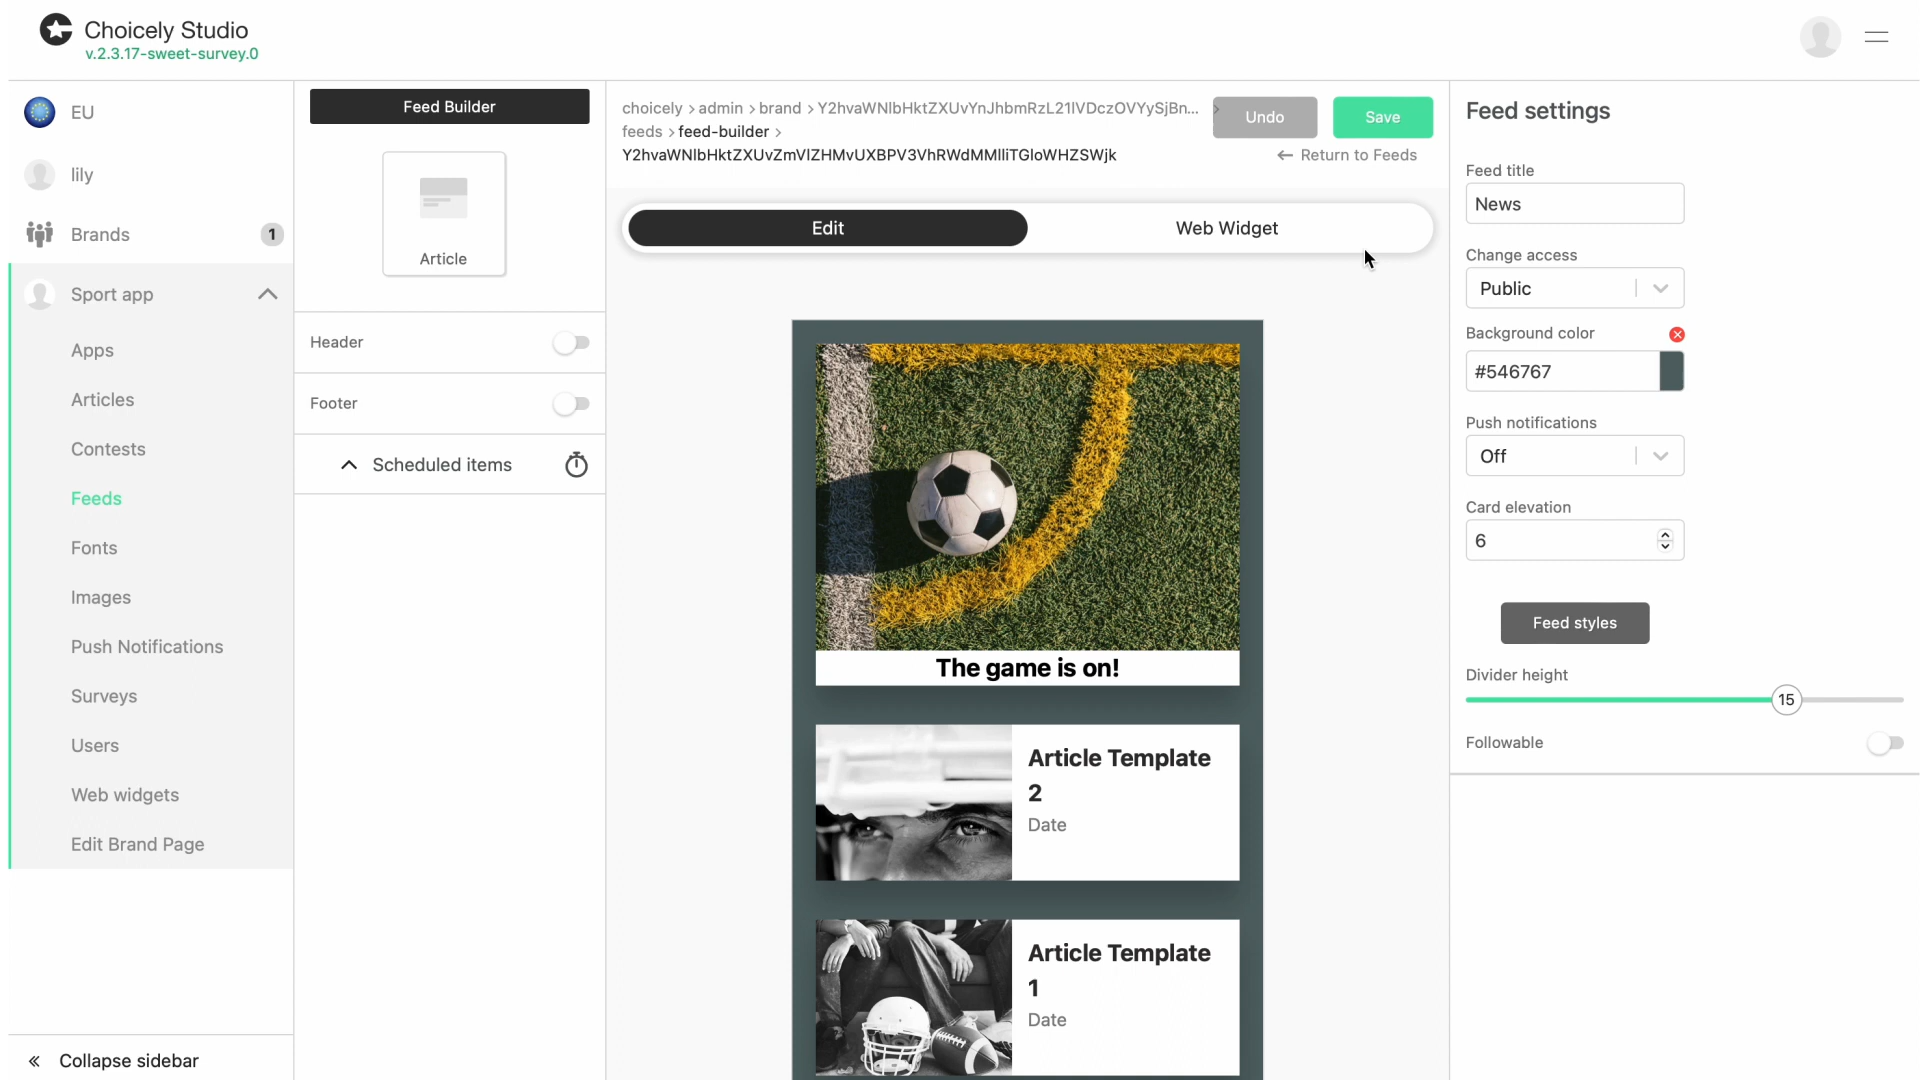 Choicely Studio
v.2.3.17-sweet-survey.0
EU
lily
Brands
1
Sport app
Apps
Articles
Contests
Feeds
Fonts
Images
Push Notifications
Surveys
Users
Web widgets
Edit Brand Page
Collapse sidebar
Feed Builder
Article
Header
Footer
Scheduled items
choicely > admin > brand > Y2hvaWNlbHktZXUvYnJhbmRzL21lVDczOVYySjBn... >
feeds > feed-builder >
Y2hvaWNlbHktZXUvZmVlZHMvUXBPV3VhRWdMMlliTGloWHZSWjk
Undo
Save
← Return to Feeds
Edit
Web Widget
The game is on!
Article Template
2
Date
Article Template
1
Date
Feed settings
Feed title
News
Change access
Public
Background color
#546767
Push notifications
Off
Card elevation
6
Feed styles
Divider height
15
Followable